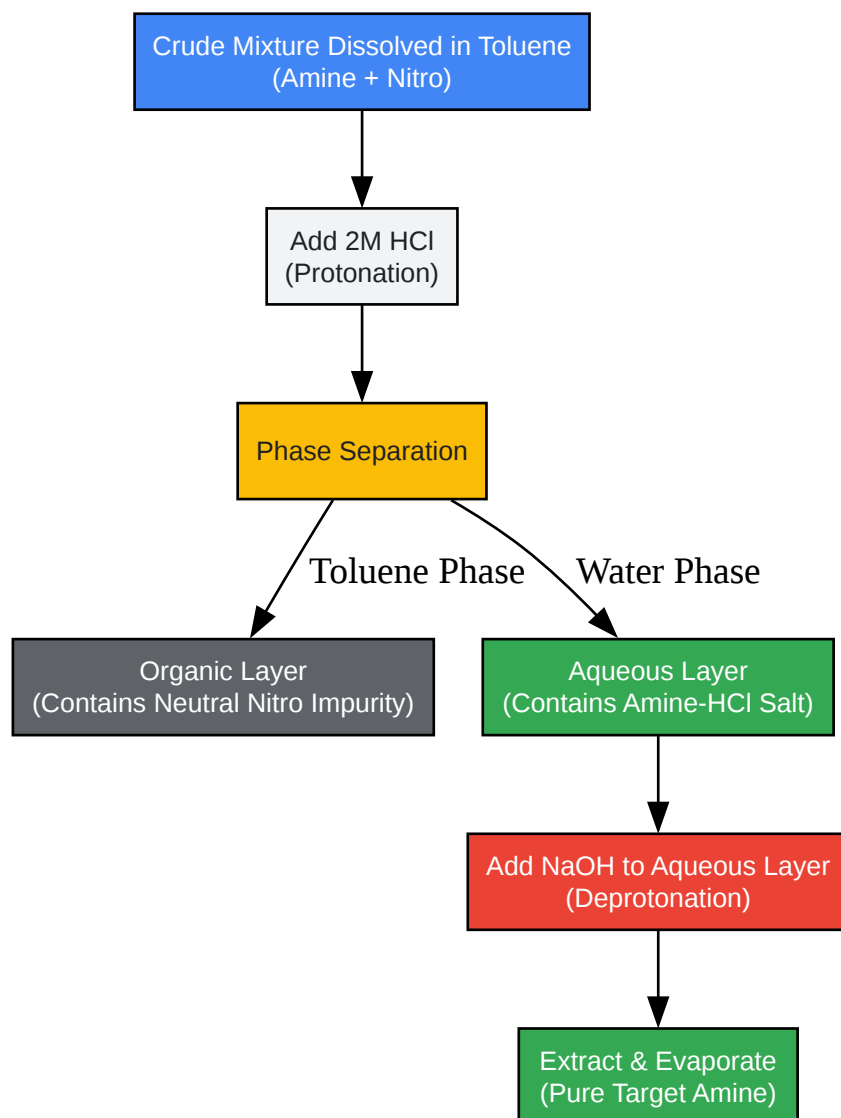 Crude Mixture Dissolved in Toluene
(Amine + Nitro)
Add 2M HCl
(Protonation)
Phase Separation
Toluene Phase
Water Phase
Organic Layer
(Contains Neutral Nitro Impurity)
Aqueous Layer
(Contains Amine-HCl Salt)
Add NaOH to Aqueous Layer
(Deprotonation)
Extract & Evaporate
(Pure Target Amine)